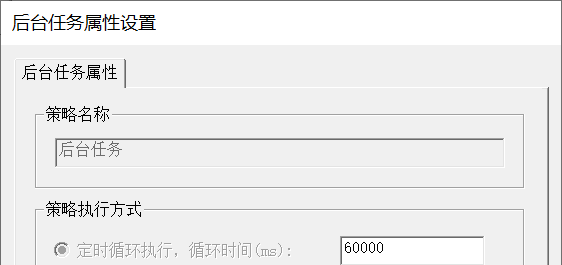 后台任务属性设置
后台任务属性
策略名称
后台任务
策略执行方式
定时循环执行，循环时间(ms): 60000